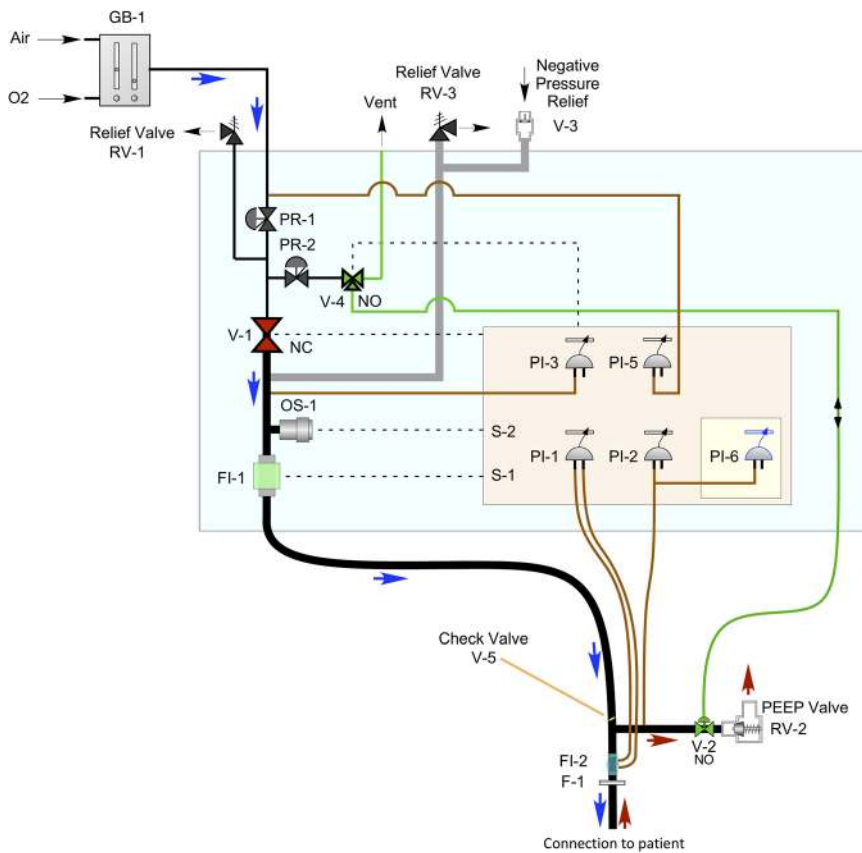 GB-1
Air
O2
Relief Valve
RV-1
Vent
Relief Valve
RV-3
Negative
Pressure
Relief
V-3
PR-1
PR-2
V-4
NO
V-1
NC
PI-3
PI-5
OS-1
S-2
PI-1
PI-2
PI-6
FI-1
S-1
Check Valve
V-5
PEEP Valve
RV-2
V-2
NO
FI-2
F-1
Connection to patient